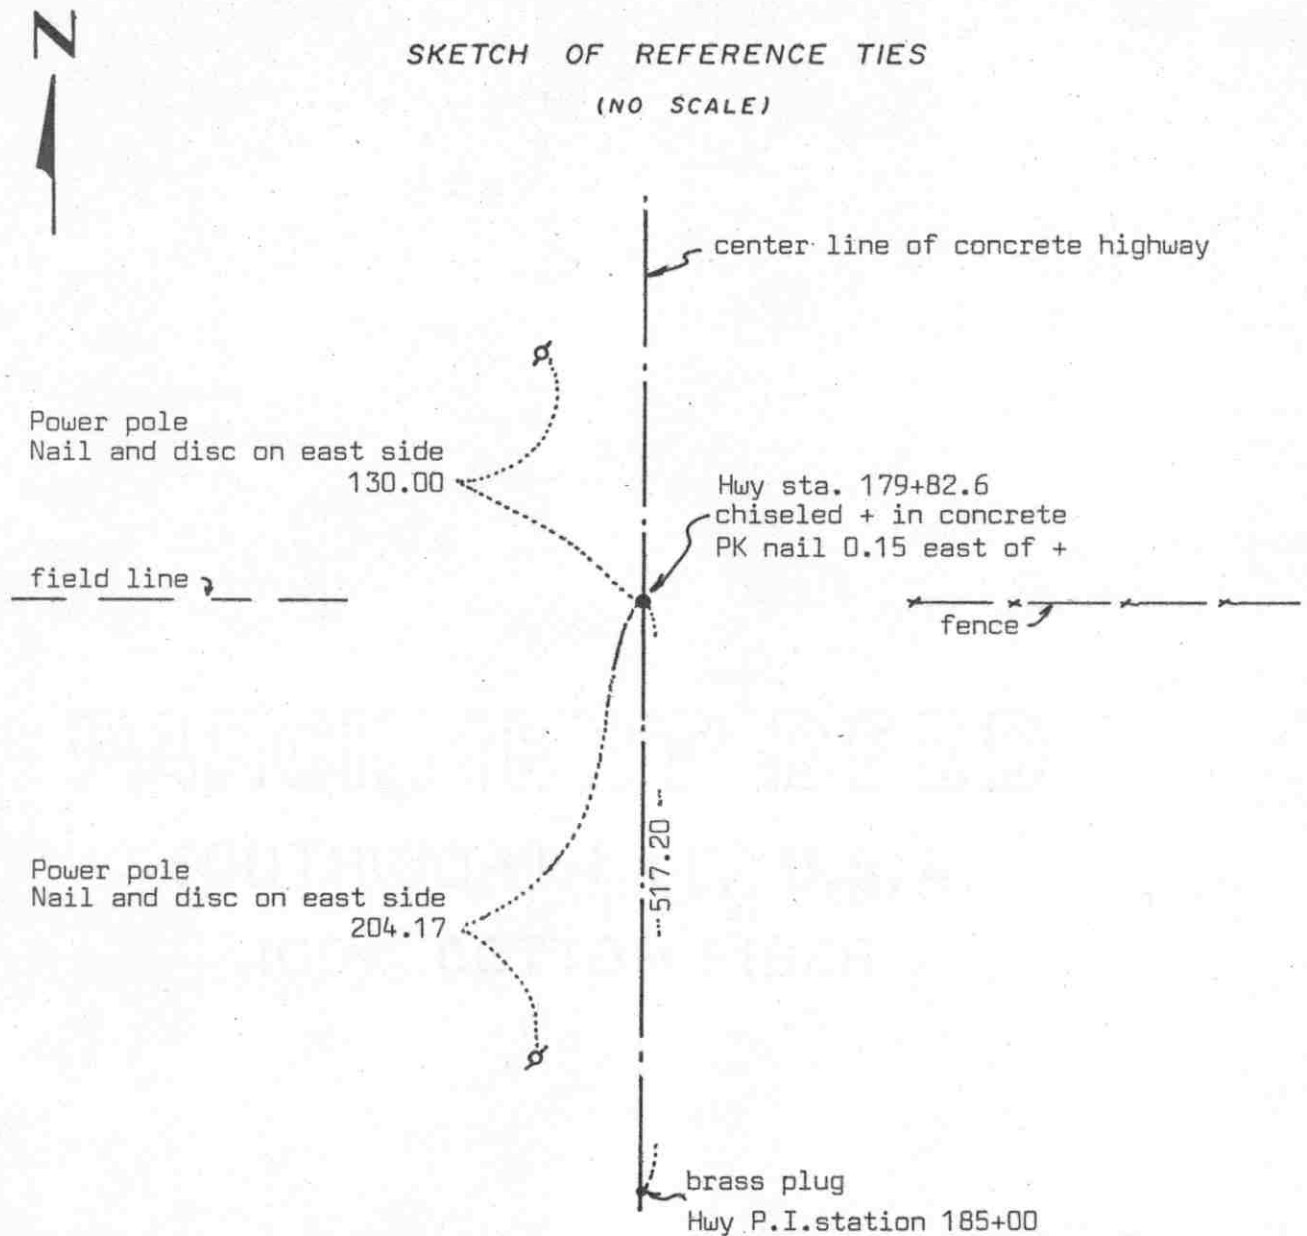 N
SKETCH OF REFERENCE TIES
(NO SCALE)
center line of concrete highway
Power pole
Nail and disc on east side
130.00
Hwy sta. 179+82.6
chiseled + in concrete
PK nail 0.15 east of +
field line
fence
517.20
Power pole
Nail and disc on east side
204.17
brass plug
Hwy P.I.station 185+00